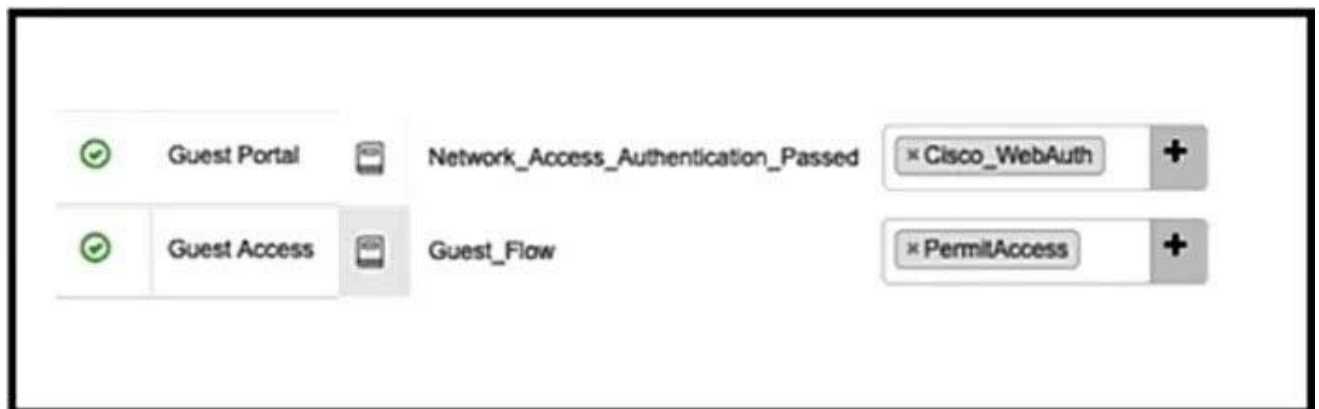 Guest Portal Network_Access_Authentication_Passed × Cisco_WebAuth +
Guest Access Guest_Flow × PermitAccess +